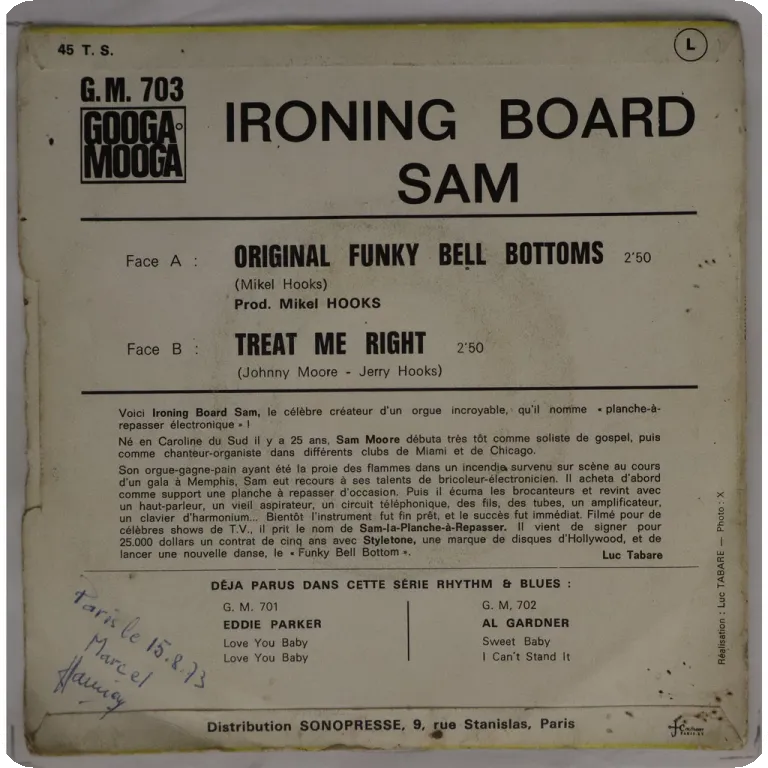 45 T. S.
L
G. M. 703
GOOGA
MOOGA
IRONING BOARD
SAM
Face A : ORIGINAL FUNKY BELL BOTTOMS 2'50
(Mikel Hooks)
Prod. Mikel HOOKS
Face B : TREAT ME RIGHT 2'50
(Johnny Moore - Jerry Hooks)
Voici Ironing Board Sam, le célèbre créateur d'un orgue incroyable, qu'il nomme « planche-à-
repasser électronique » !
Né en Caroline du Sud il y a 25 ans, Sam Moore débuta très tôt comme soliste de gospel, puis
comme chanteur-organiste dans différents clubs de Miami et de Chicago.
Son orgue-gagne-pain ayant été la proie des flammes dans un incendie survenu sur scène au cours
d'un gala à Memphis, Sam eut recours à ses talents de bricoleur-électronicien. Il acheta d'abord
comme support une planche à repasser d'occasion. Puis il écuma les brocanteurs et revint avec
un haut-parleur, un vieil aspirateur, un circuit téléphonique, des fils, des tubes, un amplificateur,
un clavier d'harmonium... Bientôt l'instrument fut fin prêt, et le succès fut immédiat. Filmé pour de
célèbres shows de T.V., il prit le nom de Sam-la-Planche-à-Repasser. Il vient de signer pour
25.000 dollars un contrat de cinq ans avec Styletone, une marque de disques d'Hollywood, et de
lancer une nouvelle danse, le « Funky Bell Bottom ».
Luc Tabare
DÉJA PARUS DANS CETTE SÉRIE RHYTHM & BLUES :
G. M. 701
EDDIE PARKER
Love You Baby
Love You Baby
G. M, 702
AL GARDNER
Sweet Baby
I Can't Stand It
Réalisation : Luc TABARE — Photo : X
Paris le 15.8.73
Marcel
Distribution SONOPRESSE, 9, rue Stanislas, Paris